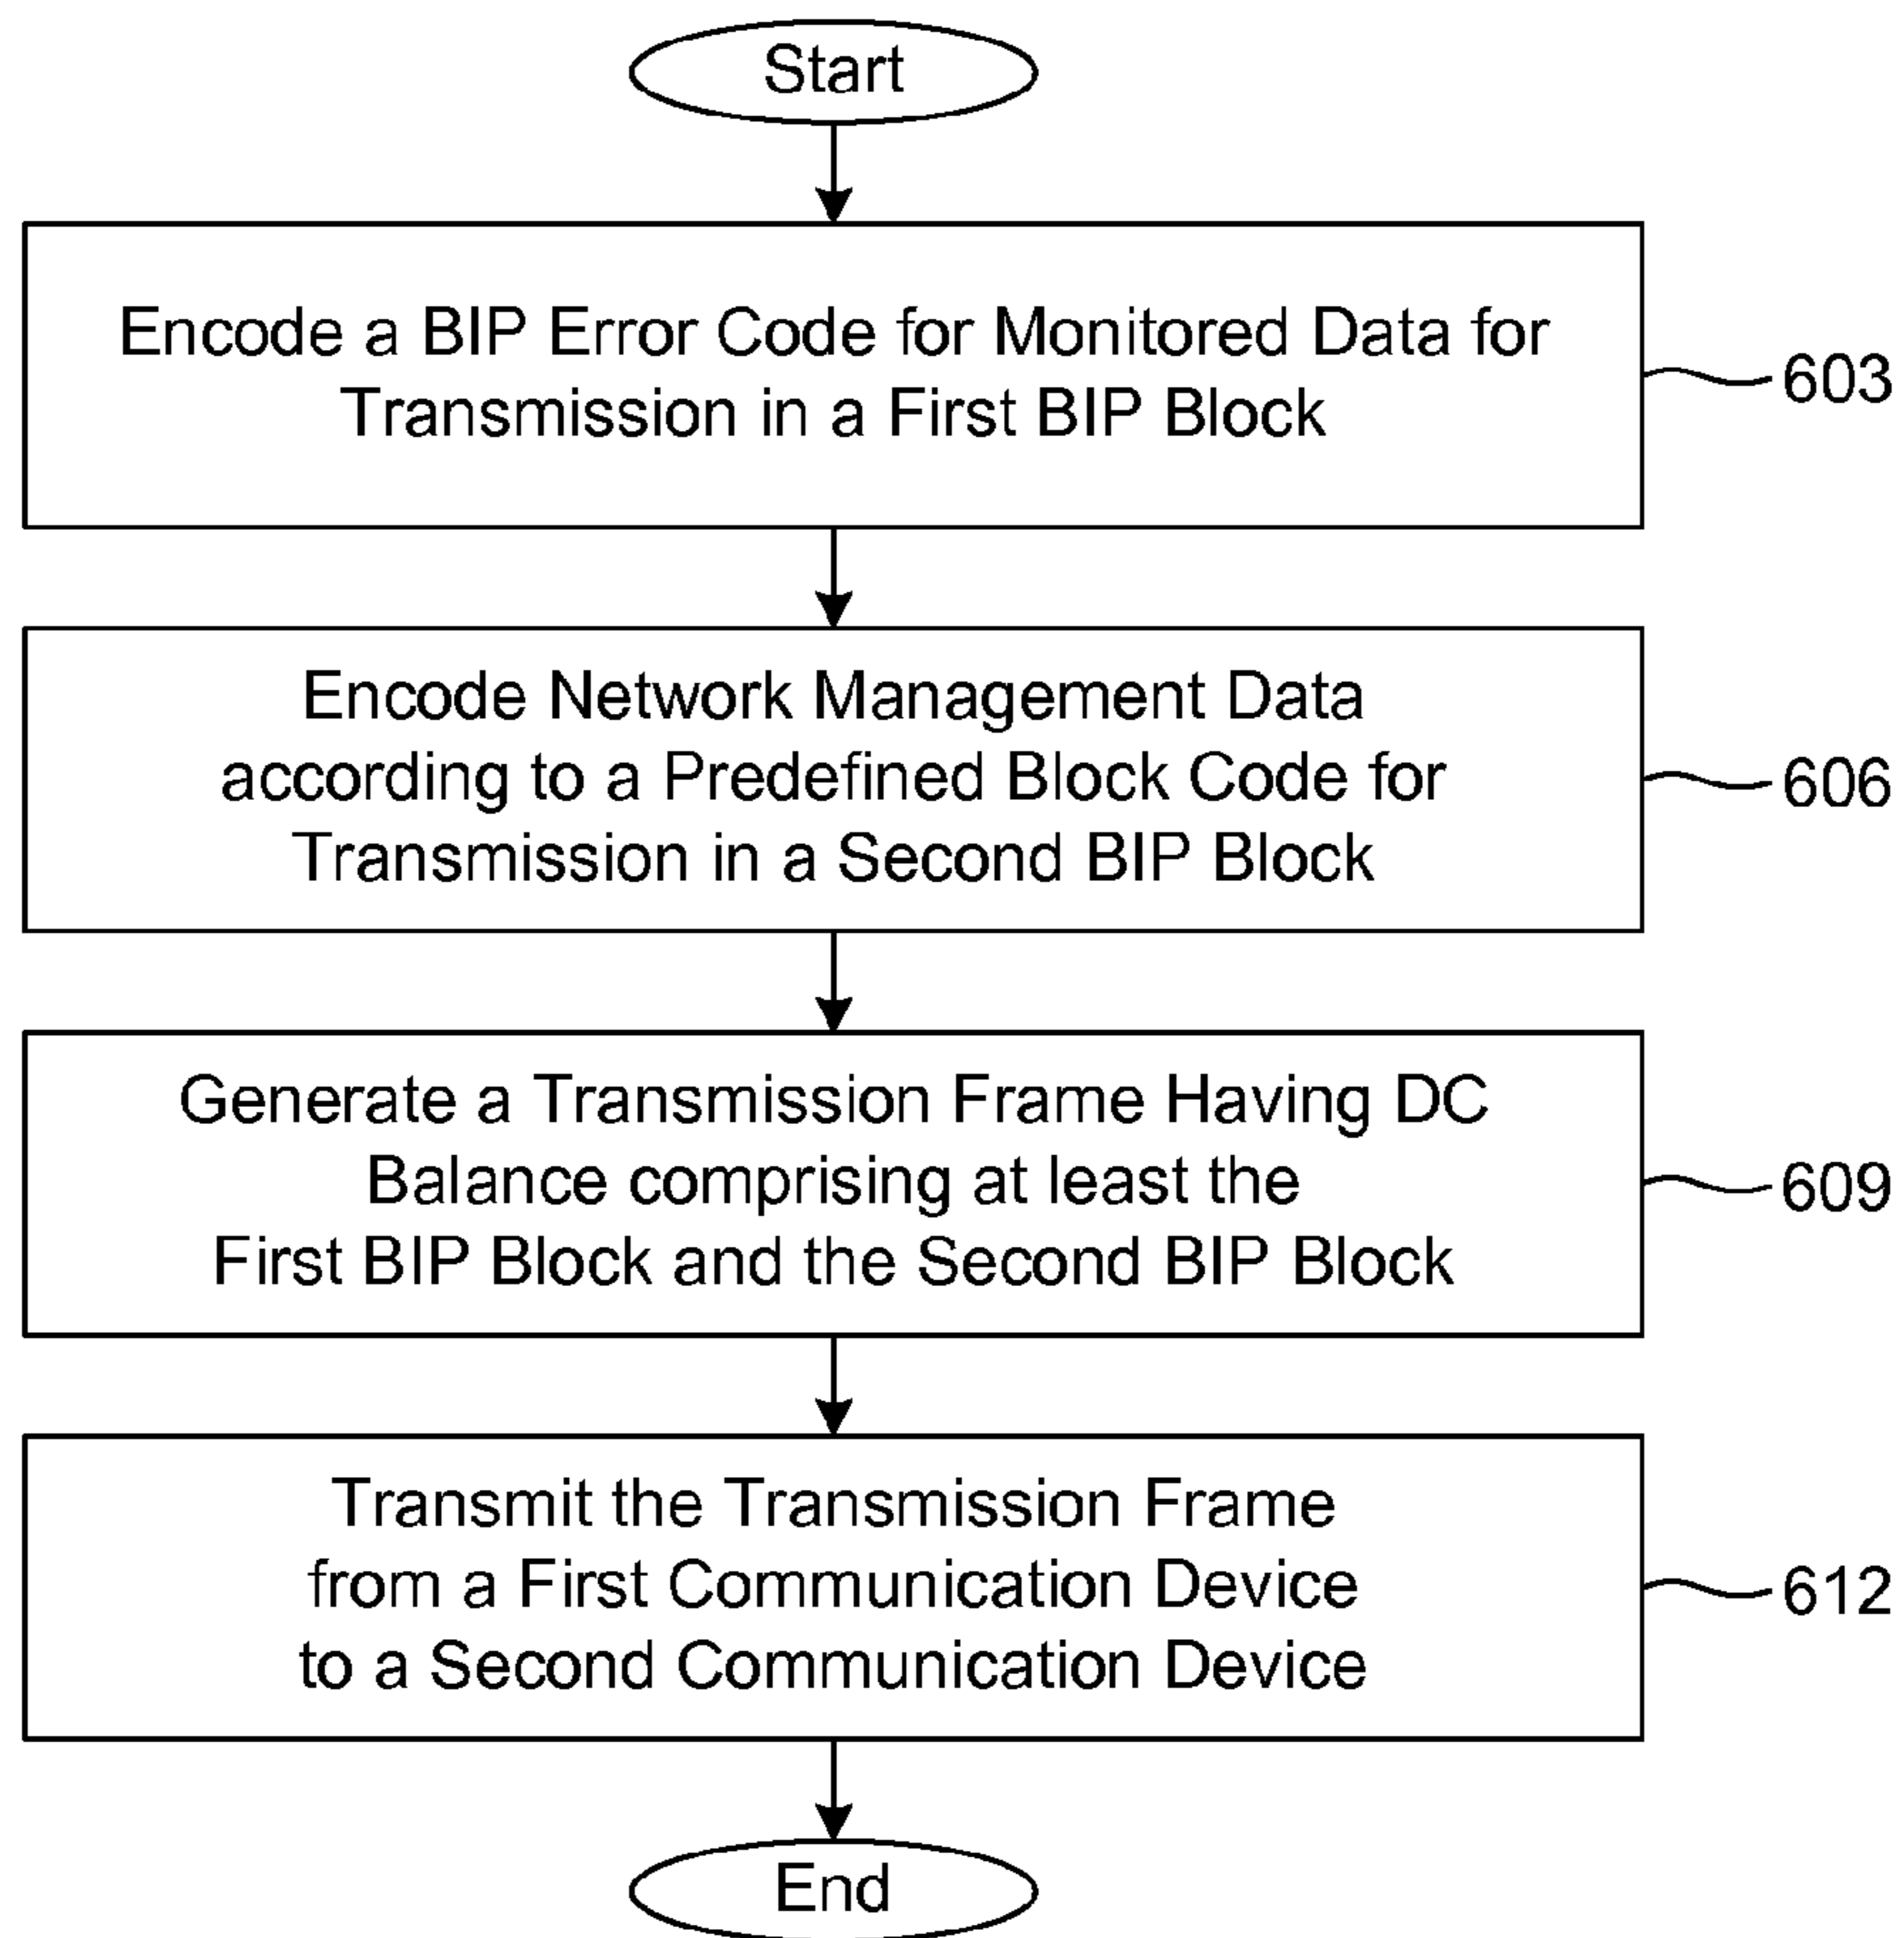 Start
Encode a BIP Error Code for Monitored Data for
Transmission in a First BIP Block
603
Encode Network Management Data
according to a Predefined Block Code for
Transmission in a Second BIP Block
606
Generate a Transmission Frame Having DC
Balance comprising at least the
First BIP Block and the Second BIP Block
609
Transmit the Transmission Frame
from a First Communication Device
to a Second Communication Device
612
End